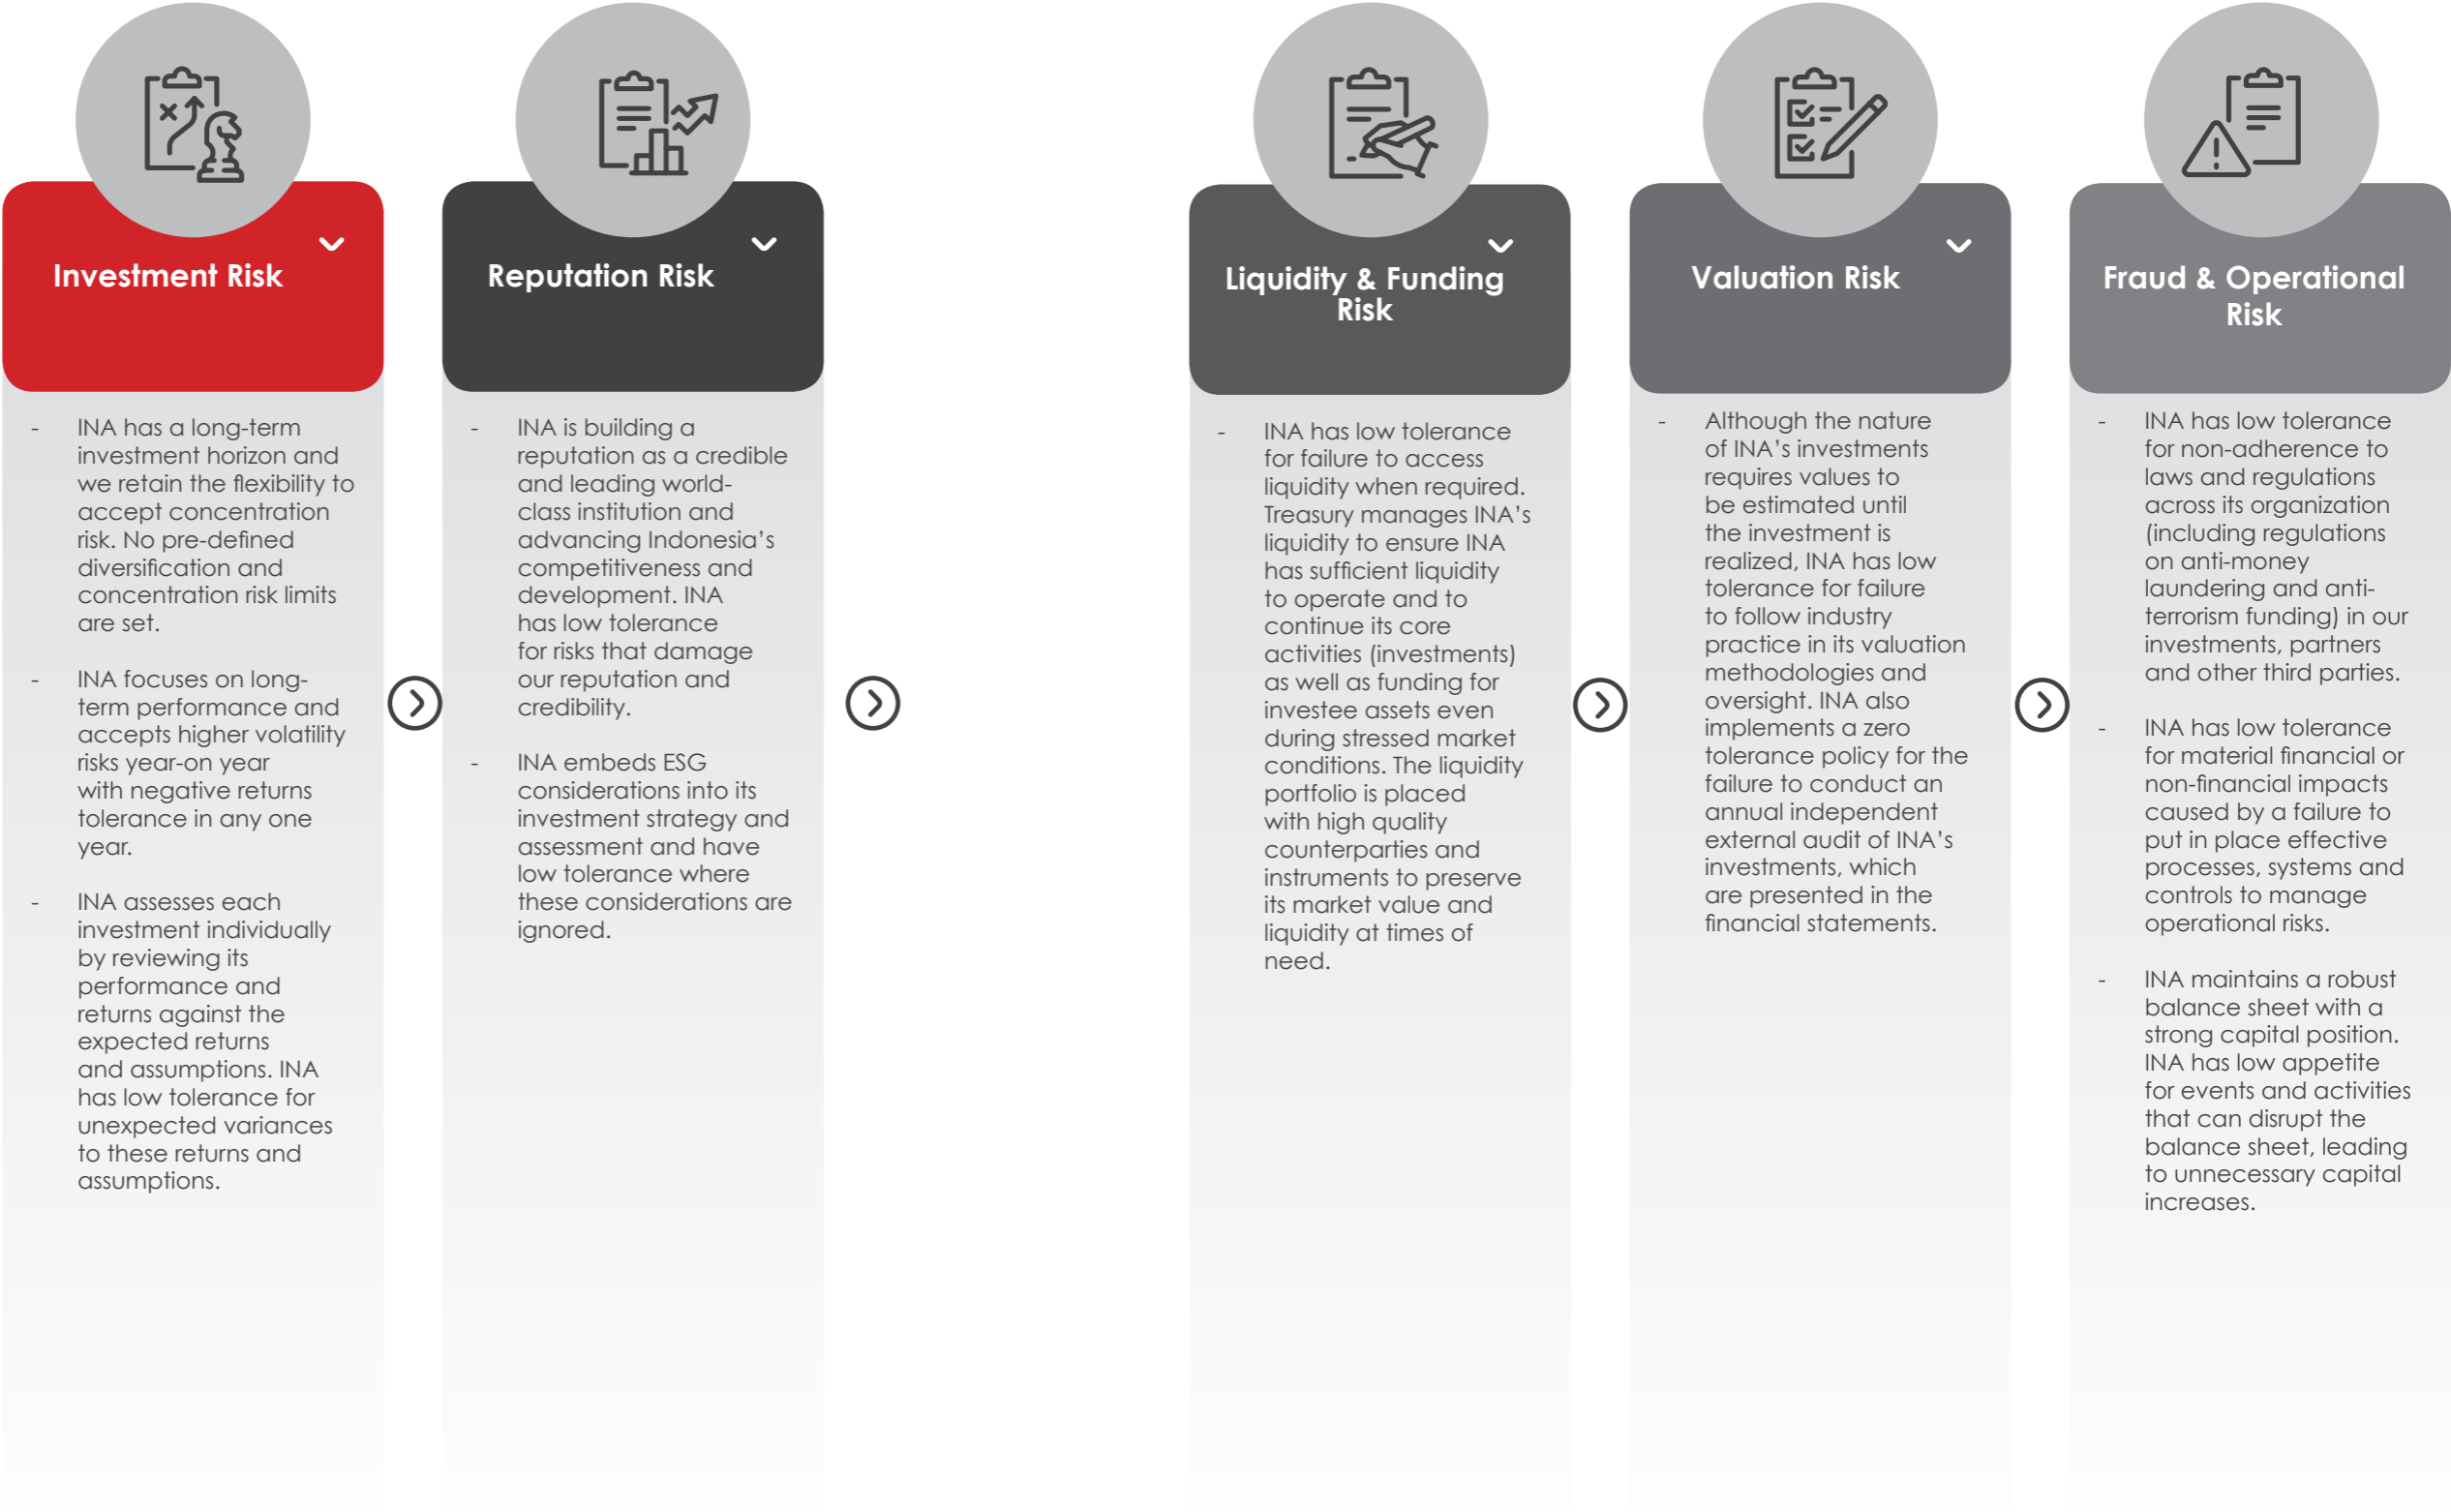 Investment Risk
- INA has a long-term
investment horizon and
we retain the flexibility to
accept concentration
risk. No pre-defined
diversification and
concentration risk limits
are set.
- INA focuses on long-
term performance and
accepts higher volatility
risks year-on year
with negative returns
tolerance in any one
year.
- INA assesses each
investment individually
by reviewing its
performance and
returns against the
expected returns
and assumptions. INA
has low tolerance for
unexpected variances
to these returns and
assumptions.
Reputation Risk
- INA is building a
reputation as a credible
and leading world-
class institution and
advancing Indonesia’s
competitiveness and
development. INA
has low tolerance
for risks that damage
our reputation and
credibility.
- INA embeds ESG
considerations into its
investment strategy and
assessment and have
low tolerance where
these considerations are
ignored.
Liquidity & Funding
Risk
- INA has low tolerance
for failure to access
liquidity when required.
Treasury manages INA’s
liquidity to ensure INA
has sufficient liquidity
to operate and to
continue its core
activities (investments)
as well as funding for
investee assets even
during stressed market
conditions. The liquidity
portfolio is placed
with high quality
counterparties and
instruments to preserve
its market value and
liquidity at times of
need.
Valuation Risk
- Although the nature
of INA’s investments
requires values to
be estimated until
the investment is
realized, INA has low
tolerance for failure
to follow industry
practice in its valuation
methodologies and
oversight. INA also
implements a zero
tolerance policy for the
failure to conduct an
annual independent
external audit of INA’s
investments, which
are presented in the
financial statements.
Fraud & Operational
Risk
- INA has low tolerance
for non-adherence to
laws and regulations
across its organization
(including regulations
on anti-money
laundering and anti-
terrorism funding) in our
investments, partners
and other third parties.
- INA has low tolerance
for material financial or
non-financial impacts
caused by a failure to
put in place effective
processes, systems and
controls to manage
operational risks.
- INA maintains a robust
balance sheet with a
strong capital position.
INA has low appetite
for events and activities
that can disrupt the
balance sheet, leading
to unnecessary capital
increases.